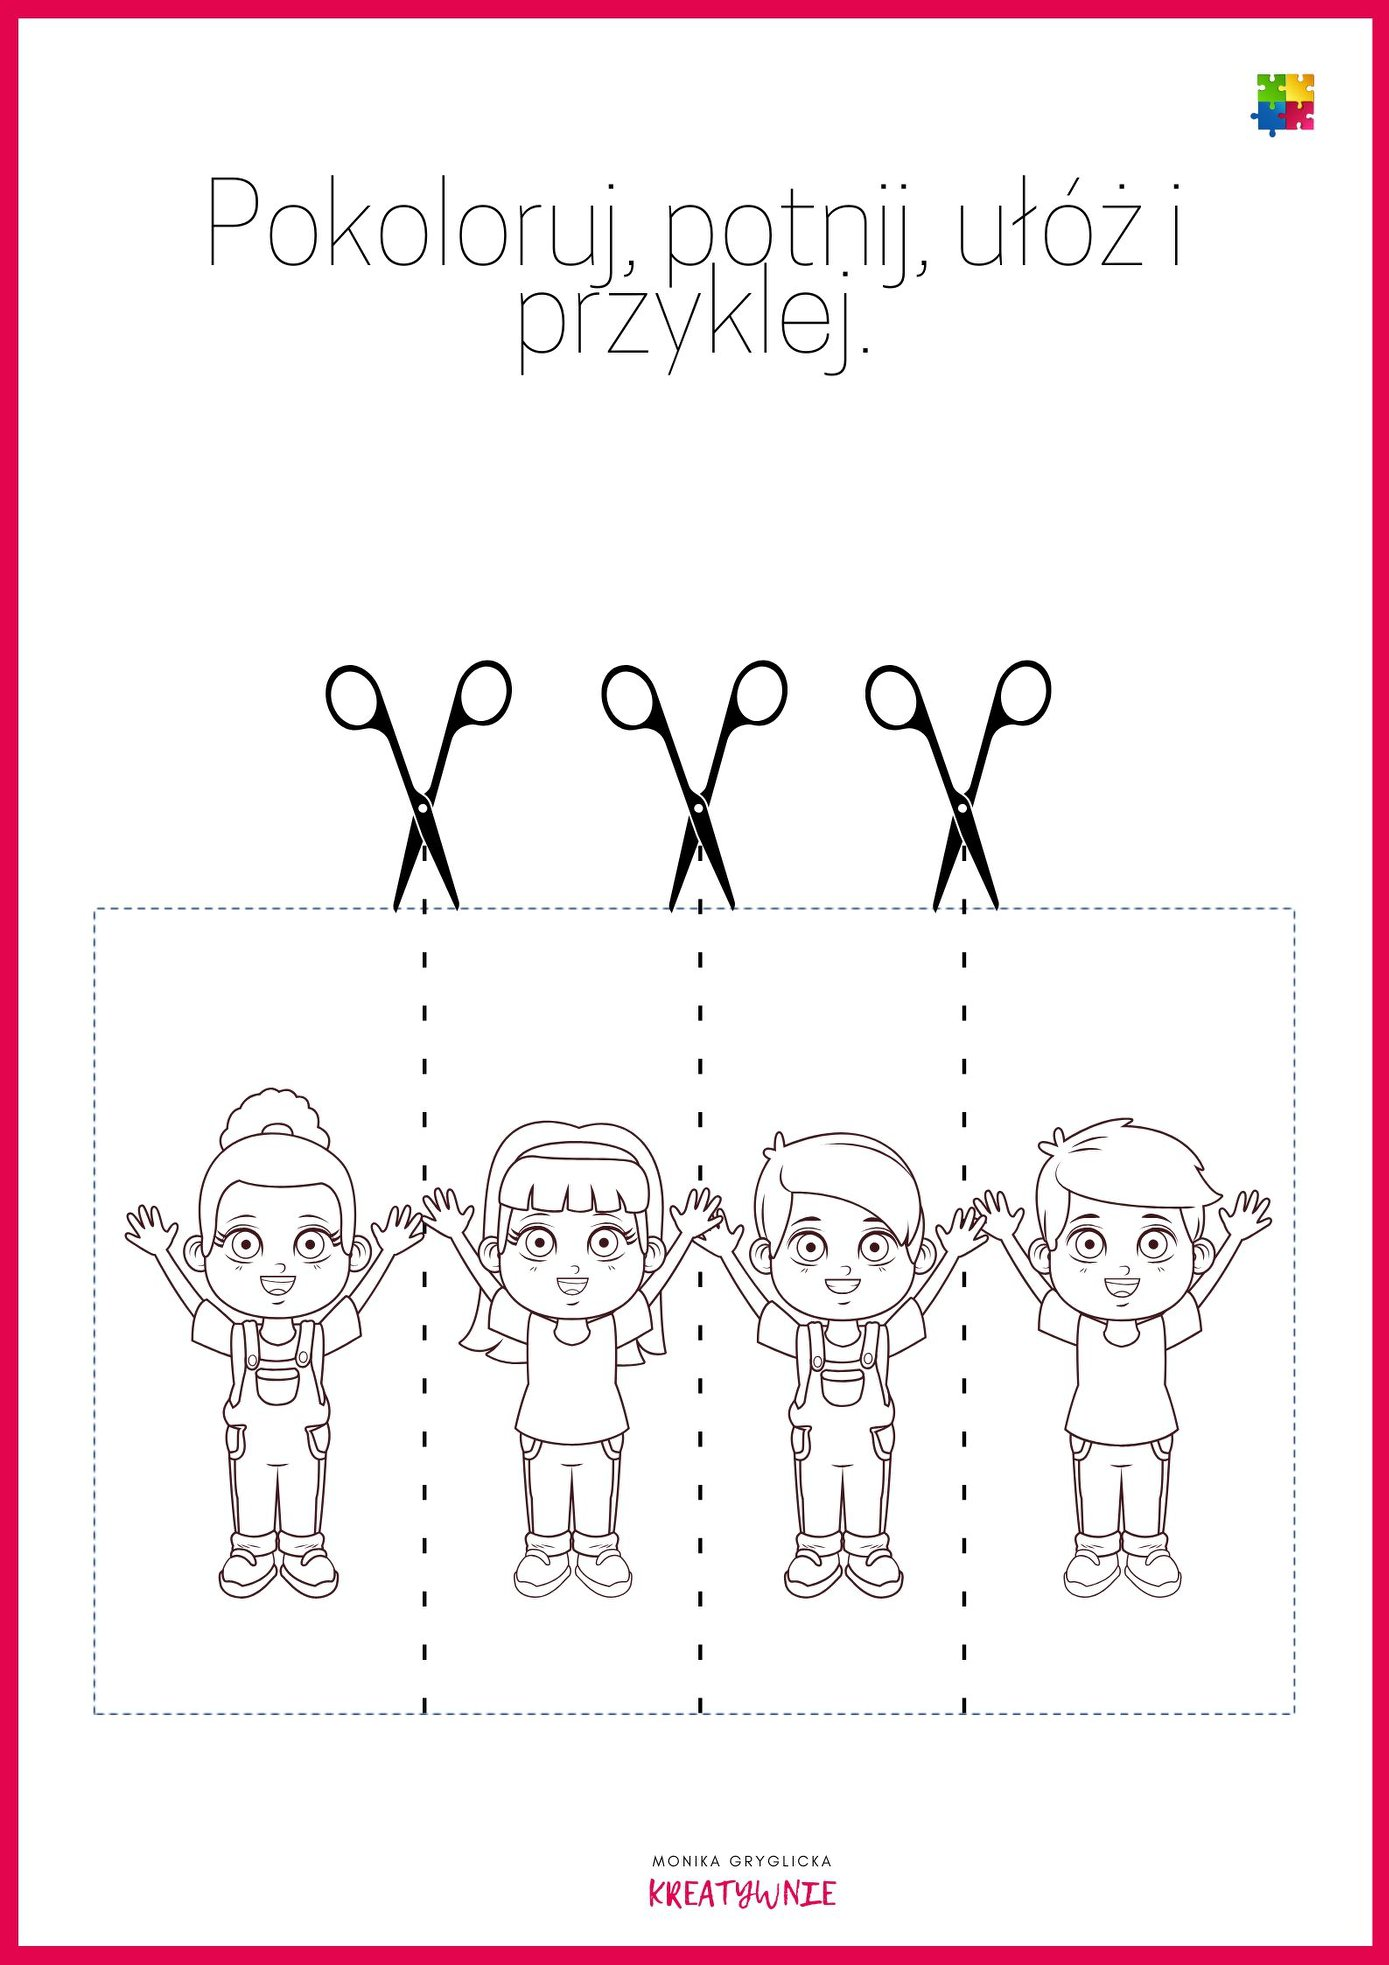 Pokoloruj, potnij, ułóż i
przyklej.
MONIKA GRYGLICKA
KREATYWNIE